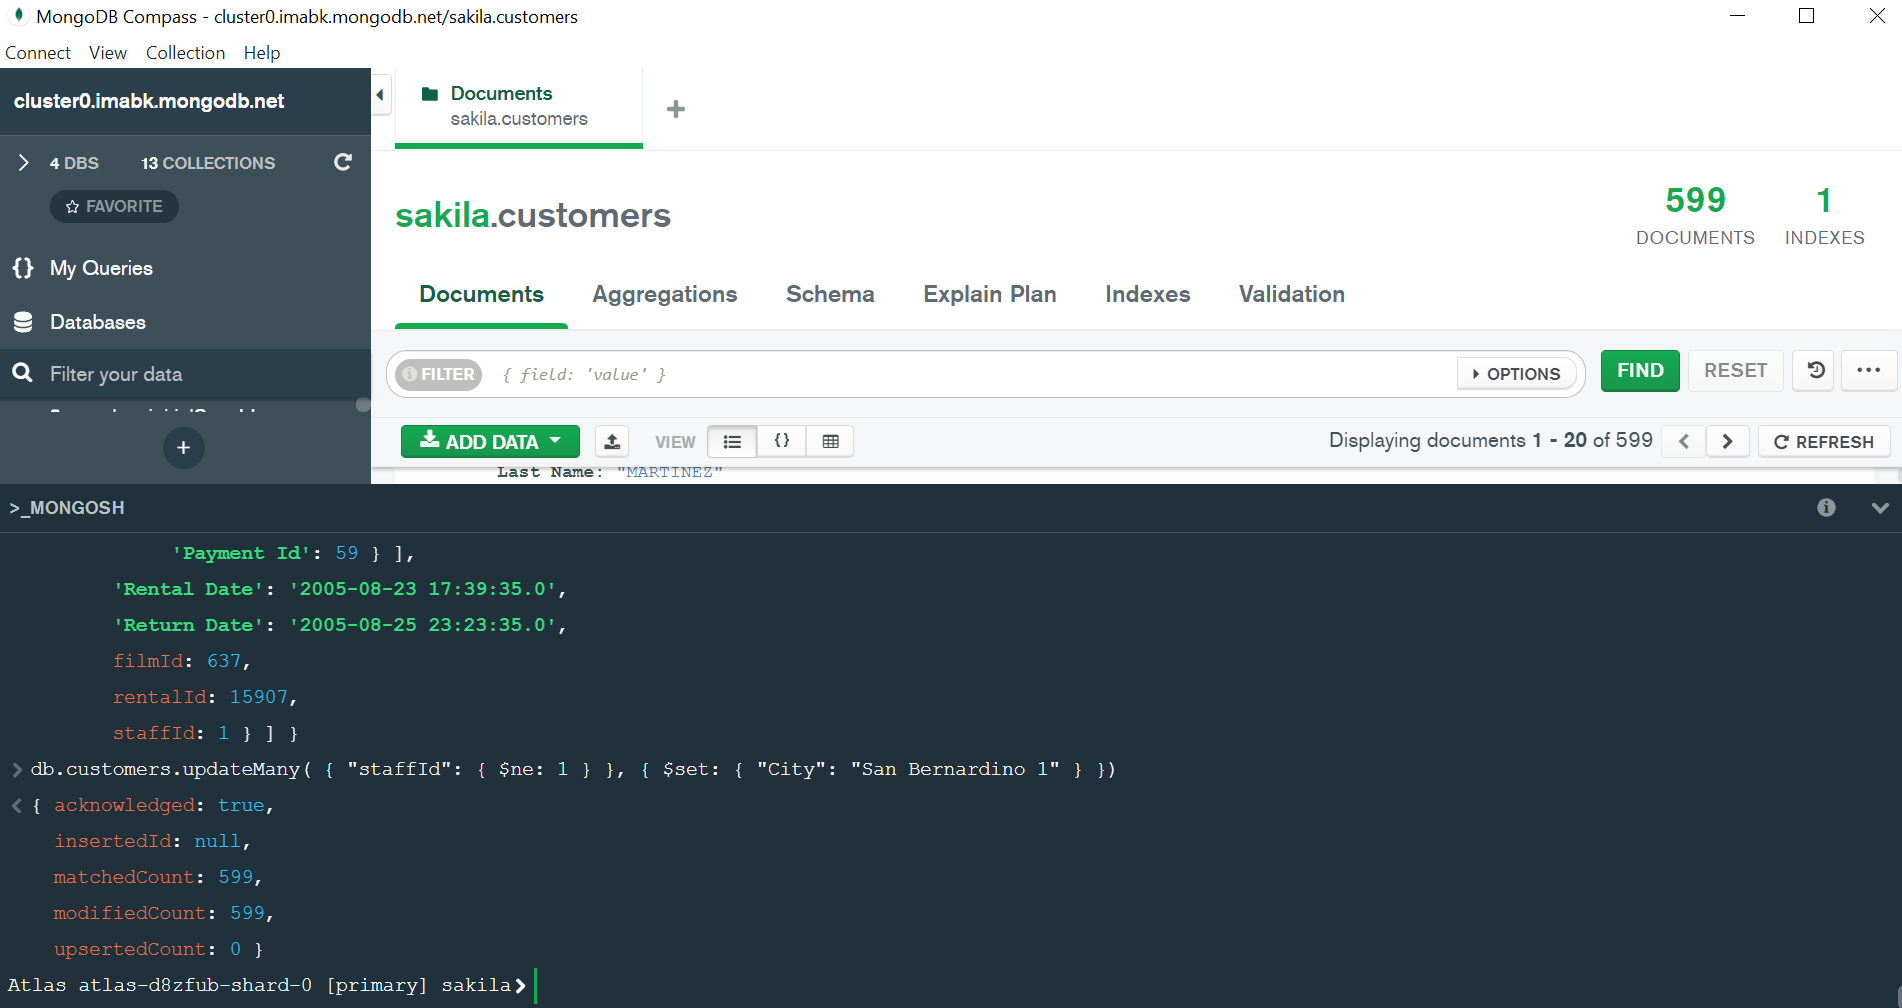 MongoDB Compass - cluster0.imabk.mongodb.net/sakila.customers
Connect View Collection Help
cluster0.imabk.mongodb.net
4 DBS 13 COLLECTIONS
FAVORITE
{} My Queries
Databases
Filter your data
+
Documents
sakila.customers
+
sakila.customers
599
DOCUMENTS
1
INDEXES
Documents Aggregations Schema Explain Plan Indexes Validation
FILTER { field: 'value' } OPTIONS FIND RESET ...
ADD DATA VIEW {} Displaying documents 1 - 20 of 599 < > REFRESH
Last Name: "MARTINEZ"
>_MONGOSH
'Payment Id': 59 } ],
'Rental Date': '2005-08-23 17:39:35.0',
'Return Date': '2005-08-25 23:23:35.0',
filmId: 637,
rentalId: 15907,
staffId: 1 } ] }
> db.customers.updateMany( { "staffId": { $ne: 1 } }, { $set: { "City": "San Bernardino 1" } })
< { acknowledged: true,
insertedId: null,
matchedCount: 599,
modifiedCount: 599,
upsertedCount: 0 }
Atlas atlas-d8zfub-shard-0 [primary] sakila>